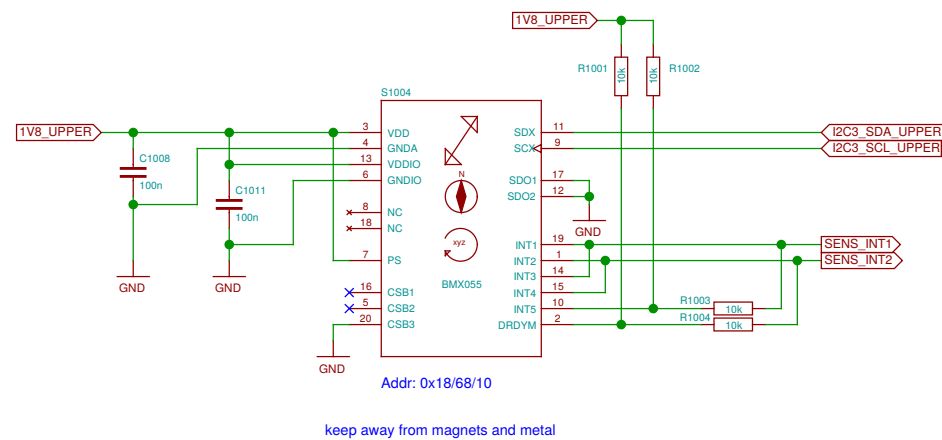 1V8_UPPER
R1001
10k
10k
R1002
S1004
1V8_UPPER
3
VDD
4
GNDA
13
VDDIO
6
GNDIO
8
NC
18
NC
7
PS
16
CSB1
5
CSB2
20
CSB3
C1008
100n
C1011
100n
GND
GND
GND
N
xyz
BMX055
SDX
11
I2C3_SDA_UPPER
SCX
9
I2C3_SCL_UPPER
SDO1
17
SDO2
12
GND
INT1
19
SENS_INT1
INT2
1
SENS_INT2
INT3
14
INT4
15
INT5
10
R1003
10k
DRDYM
2
R1004
10k
Addr: 0x18/68/10
keep away from magnets and metal